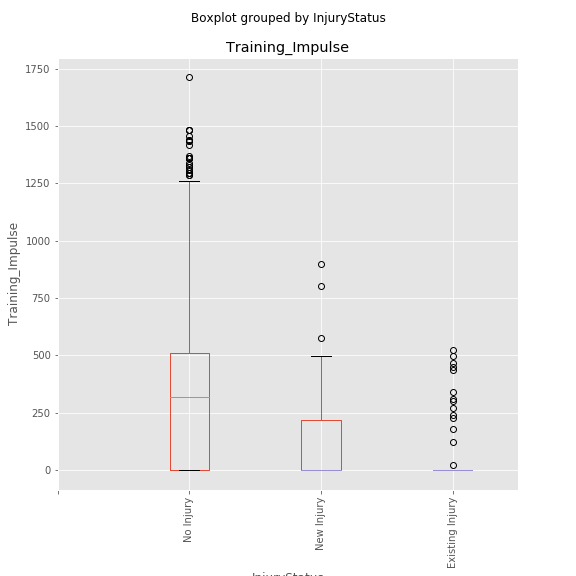 Boxplot grouped by InjuryStatus
Training_Impulse
1750
1500
1250
1000
750
500
250
0
Training_Impulse
No Injury
New Injury
Existing Injury
InjuryStatus